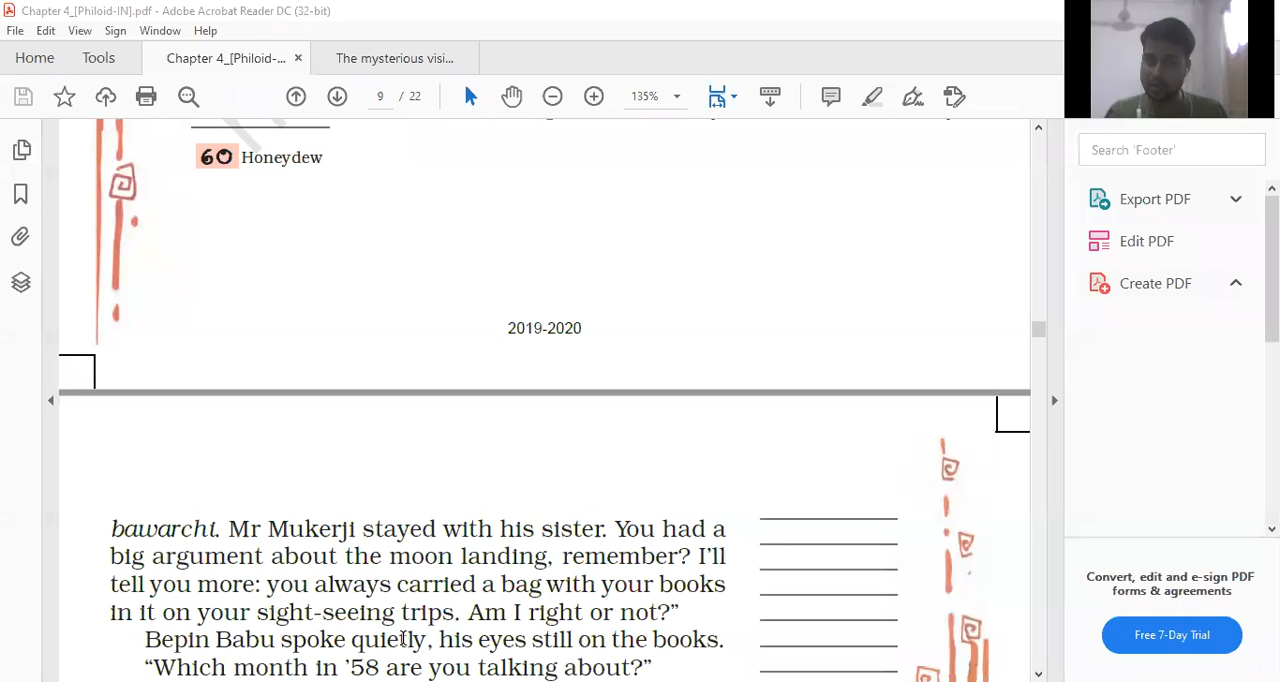 Chapter 4_[Philoid-IN].pdf - Adobe Acrobat Reader DC (32-bit)
File Edit View Sign Window Help
Home Tools Chapter 4_[Philoid-... × The mysterious visi...
9 / 22 135%
60 Honeydew
2019-2020
bawarchi. Mr Mukerji stayed with his sister. You had a
big argument about the moon landing, remember? I'll
tell you more: you always carried a bag with your books
in it on your sight-seeing trips. Am I right or not?"
Bepin Babu spoke quietly, his eyes still on the books.
"Which month in '58 are you talking about?"
Search 'Footer'
Export PDF
Edit PDF
Create PDF
Convert, edit and e-sign PDF
forms & agreements
Free 7-Day Trial